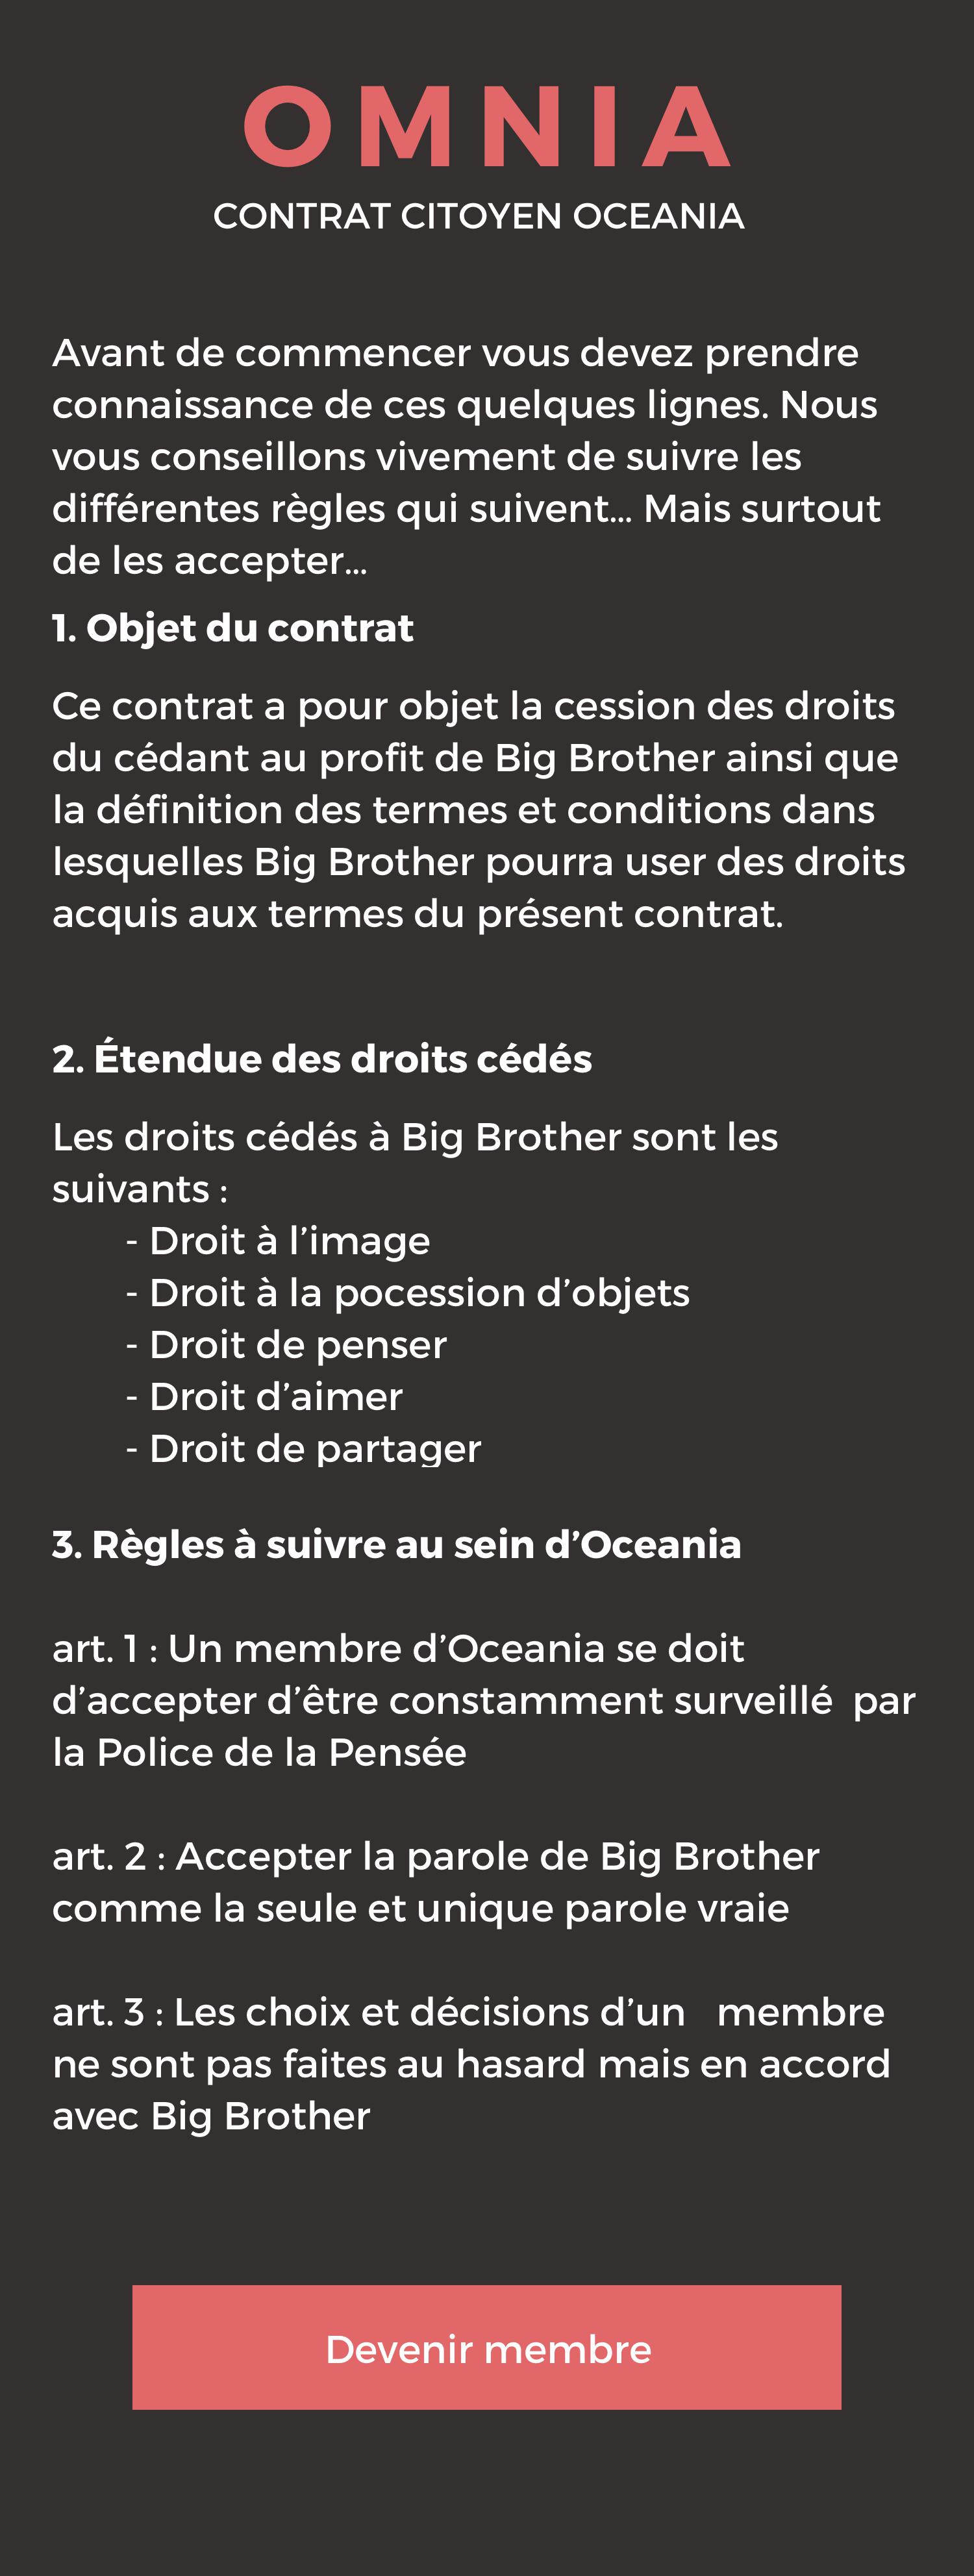 OMNIA
CONTRAT CITOYEN OCEANIA
Avant de commencer vous devez prendre
connaissance de ces quelques lignes. Nous
vous conseillons vivement de suivre les
différentes règles qui suivent... Mais surtout
de les accepter...
1. Objet du contrat
Ce contrat a pour objet la cession des droits
du cédant au profit de Big Brother ainsi que
la définition des termes et conditions dans
lesquelles Big Brother pourra user des droits
acquis aux termes du présent contrat.
2. Étendue des droits cédés
Les droits cédés à Big Brother sont les
suivants :
- Droit à l’image
- Droit à la pocession d’objets
- Droit de penser
- Droit d’aimer
- Droit de partager
3. Règles à suivre au sein d’Oceania
art. 1 : Un membre d’Oceania se doit
d’accepter d’être constamment surveillé  par
la Police de la Pensée
art. 2 : Accepter la parole de Big Brother
comme la seule et unique parole vraie
art. 3 : Les choix et décisions d’un   membre
ne sont pas faites au hasard mais en accord
avec Big Brother
Devenir membre